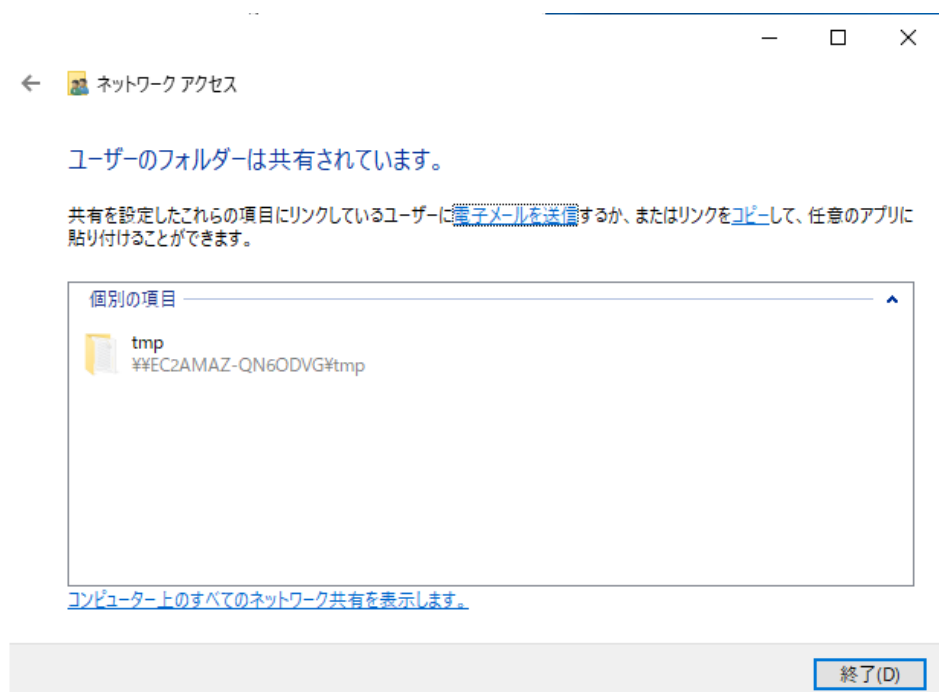 ネットワーク アクセス
ユーザーのフォルダーは共有されています。
共有を設定したこれらの項目にリンクしているユーザーに電子メールを送信するか、またはリンクをコピーして、任意のアプリに
貼り付けることができます。
個別の項目
tmp
¥¥EC2AMAZ-QN6ODVG¥tmp
コンピューター上のすべてのネットワーク共有を表示します。
終了(D)